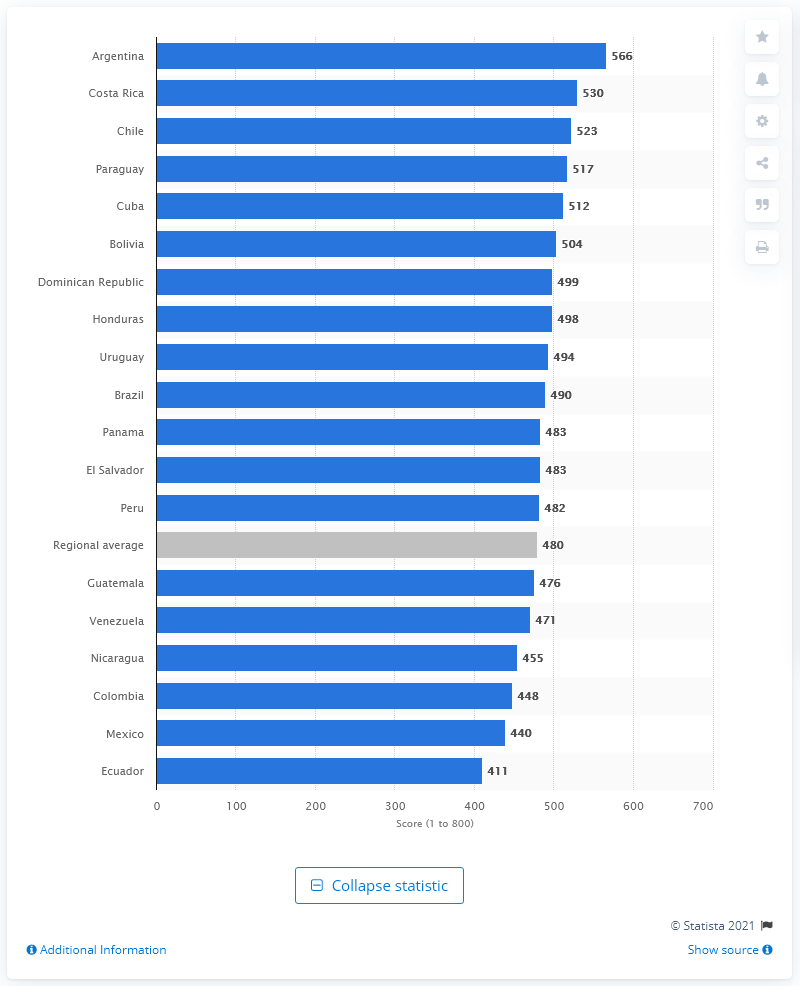 Argentina 566
Costa Rica 530
Chile 523
Paraguay 517
Cuba 512
Bolivia 504
Dominican Republic 499
Honduras 498
Uruguay 494
Brazil 490
Panama 483
El Salvador 483
Peru 482
Regional average 480
Guatemala 476
Venezuela 471
Nicaragua 455
Colombia 448
Mexico 440
Ecuador 411
0 100 200 300 400 500 600 700
Score (1 to 800)
Collapse statistic
© Statista 2021
Additional Information Show source